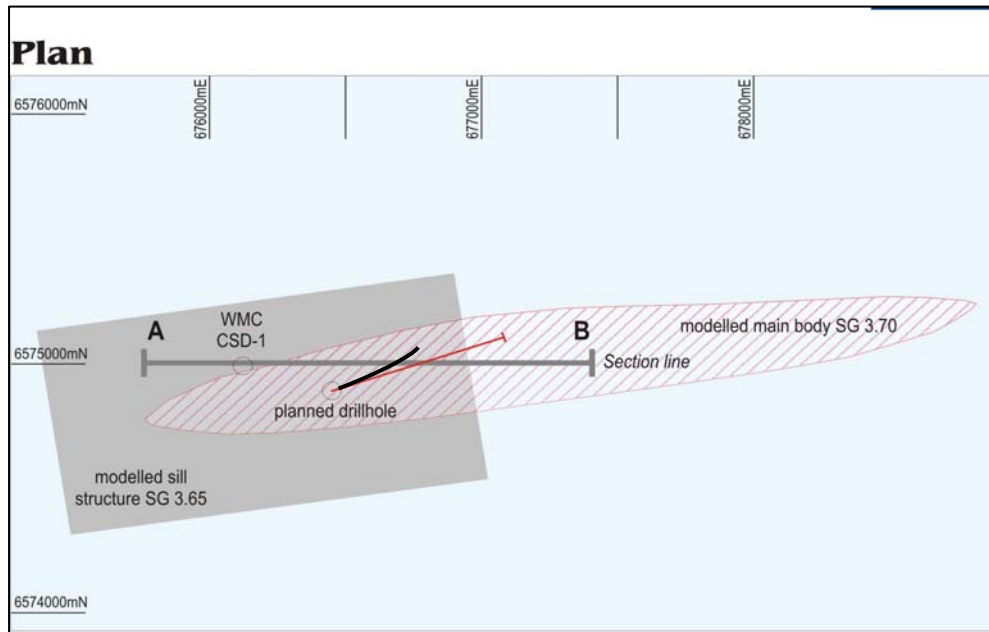 Plan
6576000mN
676000mE
677000mE
678000mE
A
WMC
CSD-1
B
modelled main body SG 3.70
6575000mN
Section line
planned drillhole
modelled sill
structure SG 3.65
6574000mN